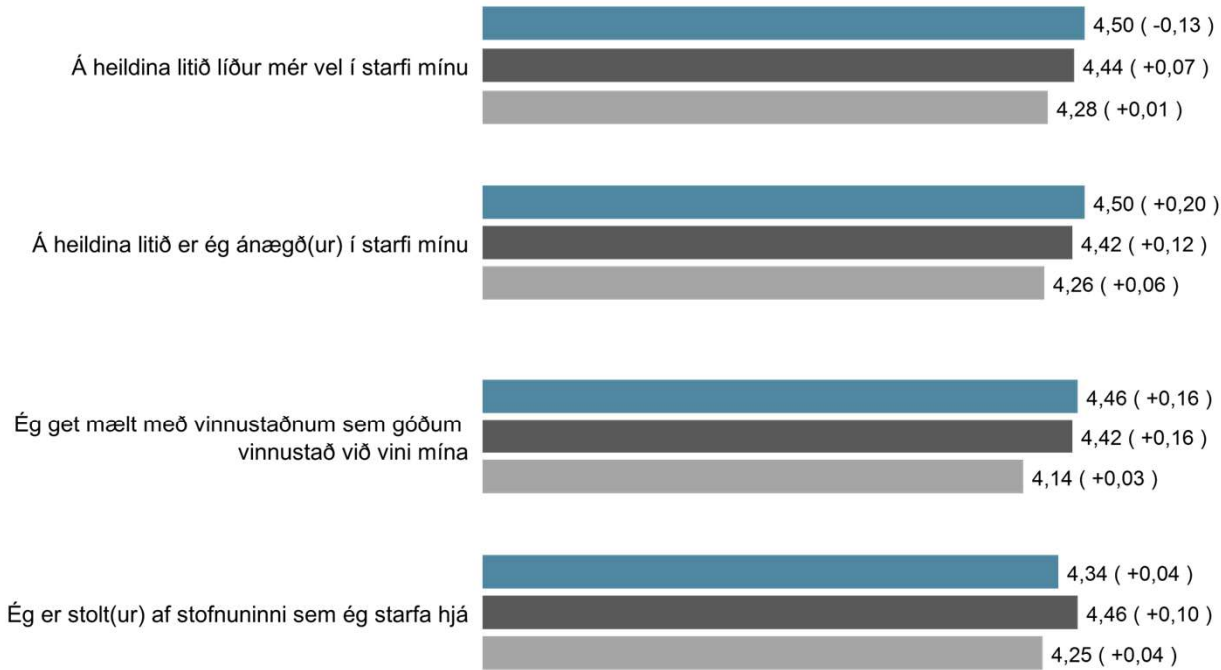 4,50 ( -0,13 )
Á heildina litið líður mér vel í starfi mínu
4,44 ( +0,07 )
4,28 ( +0,01 )
4,50 ( +0,20 )
Á heildina litið er ég ánægð(ur) í starfi mínu
4,42 ( +0,12 )
4,26 ( +0,06 )
4,46 ( +0,16 )
Ég get mælt með vinnustaðnum sem góðum
vinnustað við vini mína
4,42 ( +0,16 )
4,14 ( +0,03 )
4,34 ( +0,04 )
Ég er stolt(ur) af stofnuninni sem ég starfa hjá
4,46 ( +0,10 )
4,25 ( +0,04 )